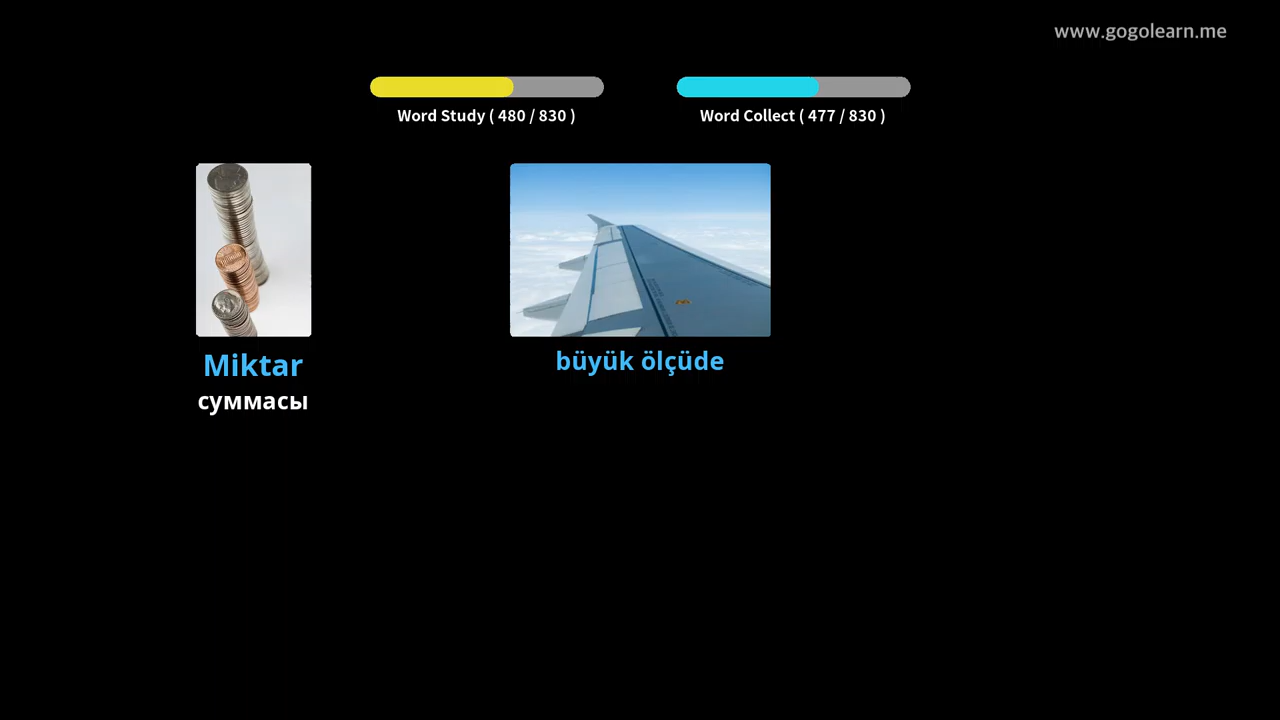 www.gogolearn.me
Word Study ( 480 / 830 )
Word Collect ( 477 / 830 )
Miktar
суммасы
büyük ölçüde